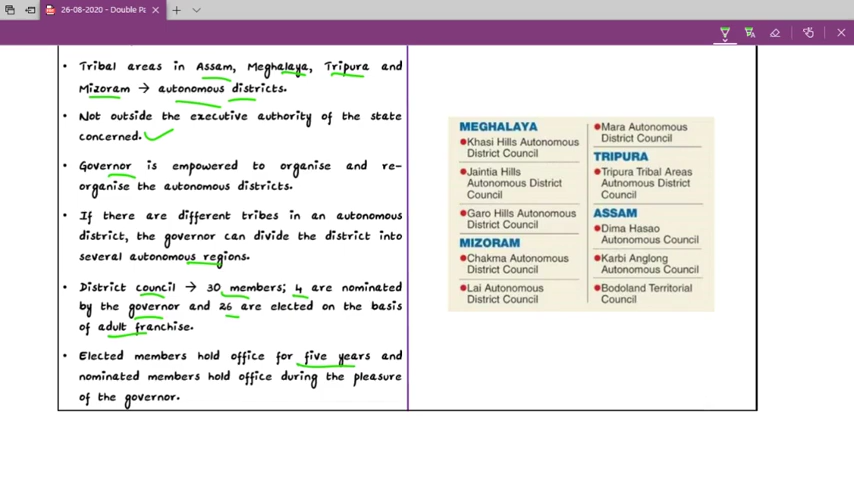 26-08-2020 - Double Pa
• Tribal areas in Assam, Meghalaya, Tripura and
Mizoram → autonomous districts.
• Not outside the executive authority of the state
concerned.
• Governor is empowered to organise and re-
organise the autonomous districts.
• If there are different tribes in an autonomous
district, the governor can divide the district into
several autonomous regions.
• District council → 30 members; 4 are nominated
by the governor and 26 are elected on the basis
of adult franchise.
• Elected members hold office for five years and
nominated members hold office during the pleasure
of the governor.
MEGHALAYA
•Khasi Hills Autonomous
District Council
•Jaintia Hills
Autonomous District
Council
•Garo Hills Autonomous
District Council
MIZORAM
•Chakma Autonomous
District Council
•Lai Autonomous
District Council
•Mara Autonomous
District Council
TRIPURA
•Tripura Tribal Areas
Autnomous District
Council
ASSAM
•Dima Hasao
Autonomous Council
•Karbi Anglong
Autonomous Council
•Bodoland Territorial
Council